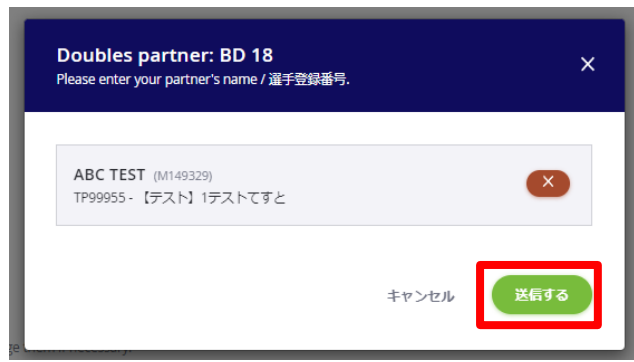 Doubles partner: BD 18
Please enter your partner's name / 選手登録番号.
ABC TEST (M149329)
TP99955 - 【テスト】1テストてすと
キャンセル 送信する